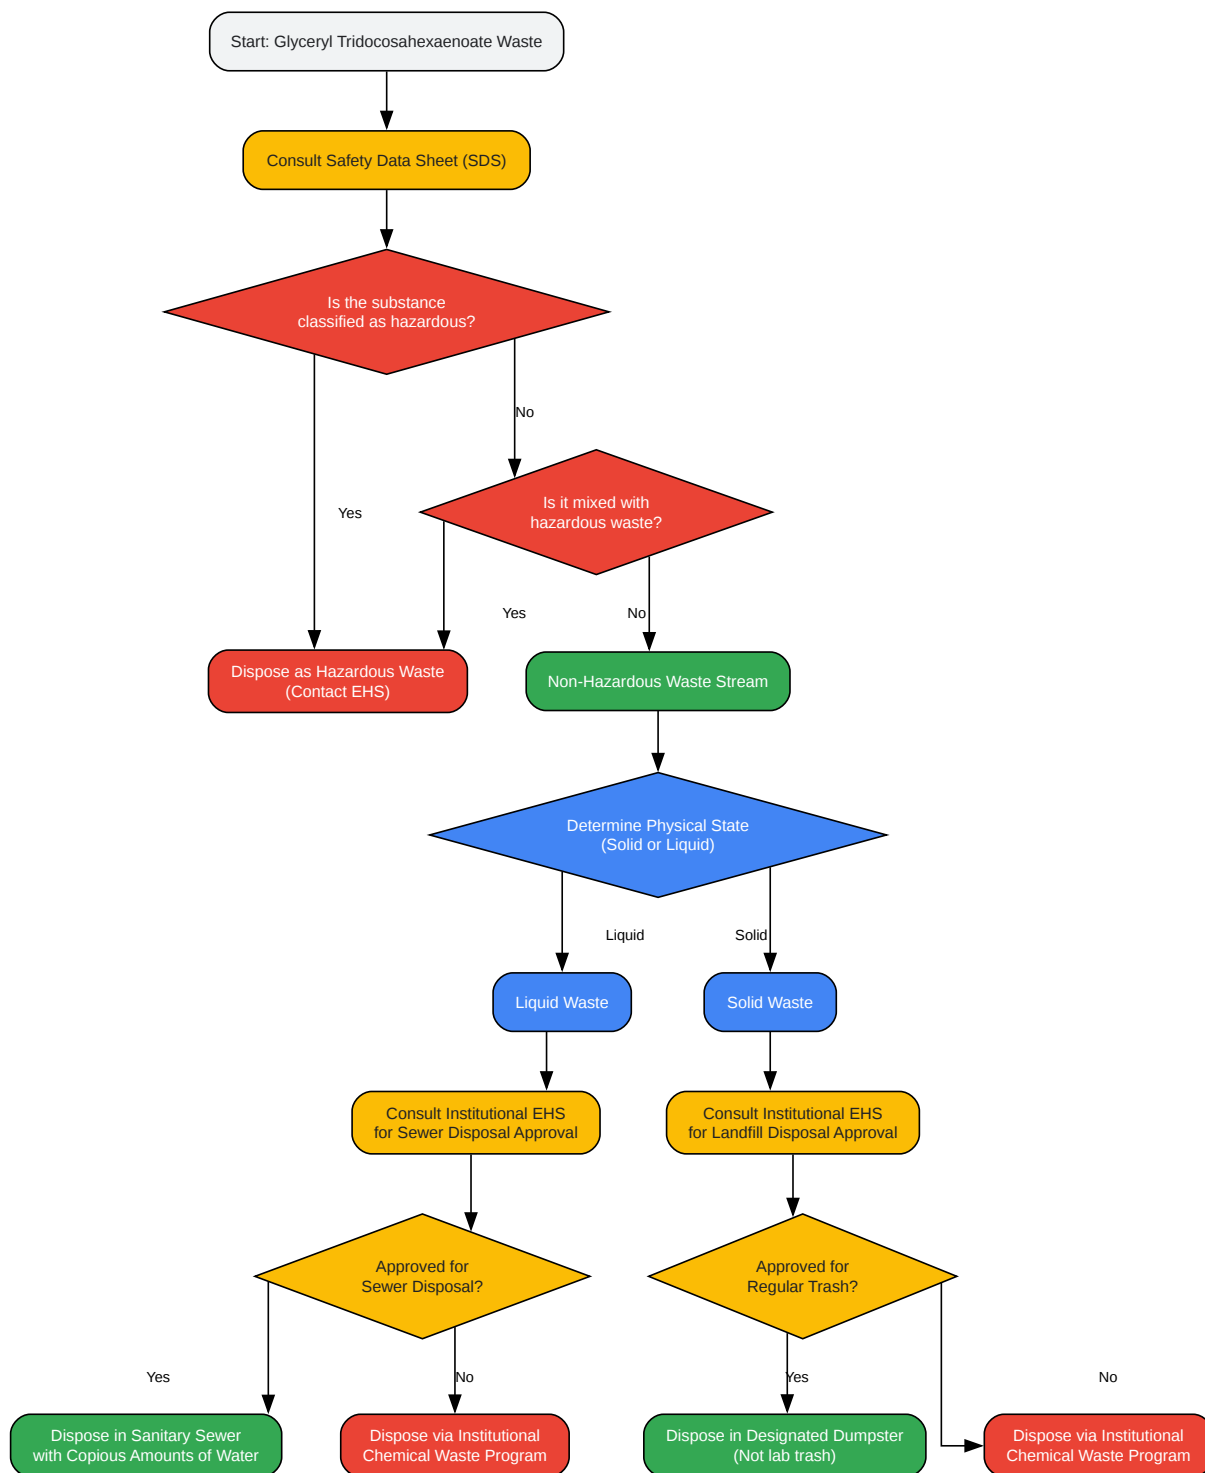 Start: Glyceryl Tridocosahexaenoate Waste
Consult Safety Data Sheet (SDS)
Is the substance
classified as hazardous?
No
Yes
Is it mixed with
hazardous waste?
Yes
No
Dispose as Hazardous Waste
(Contact EHS)
Non-Hazardous Waste Stream
Determine Physical State
(Solid or Liquid)
Liquid
Solid
Liquid Waste
Solid Waste
Consult Institutional EHS
for Sewer Disposal Approval
Consult Institutional EHS
for Landfill Disposal Approval
Approved for
Sewer Disposal?
Approved for
Regular Trash?
Yes
No
Yes
No
Dispose in Sanitary Sewer
with Copious Amounts of Water
Dispose via Institutional
Chemical Waste Program
Dispose in Designated Dumpster
(Not lab trash)
Dispose via Institutional
Chemical Waste Program